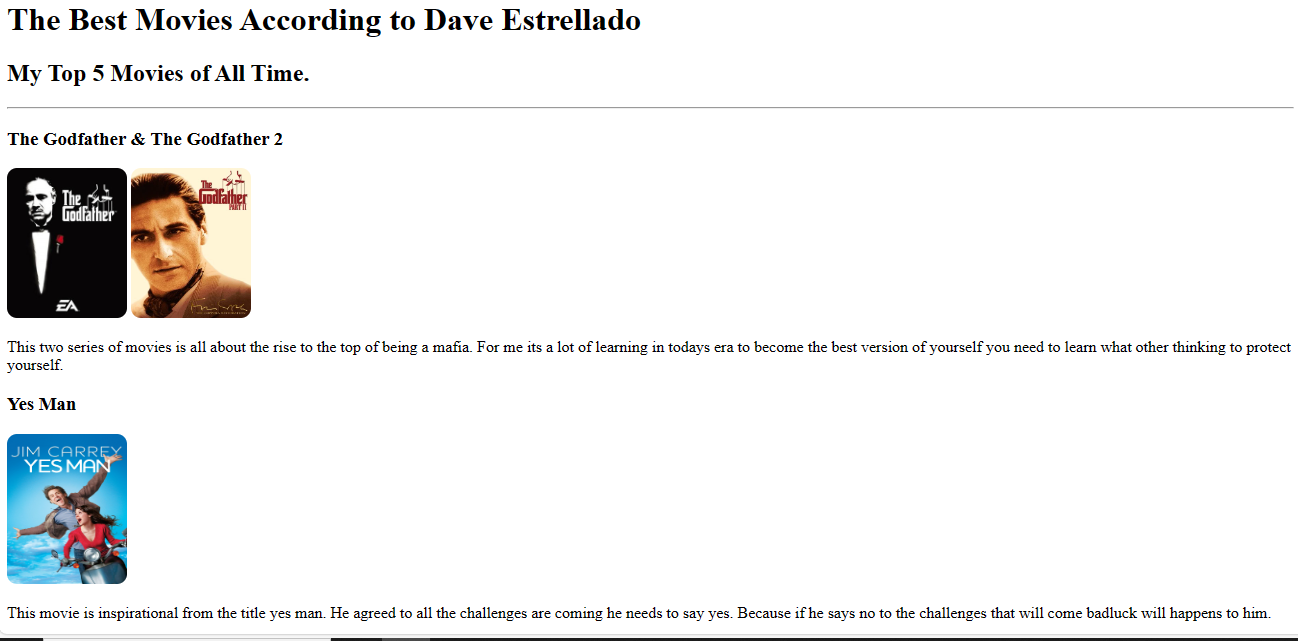 The Best Movies According to Dave Estrellado
My Top 5 Movies of All Time.
The Godfather & The Godfather 2
The
Godfather
EA
The
Godfather
PART II
This two series of movies is all about the rise to the top of being a mafia. For me its a lot of learning in todays era to become the best version of yourself you need to learn what other thinking to protect
yourself.
Yes Man
JIM CARREY
YES MAN
This movie is inspirational from the title yes man. He agreed to all the challenges are coming he needs to say yes. Because if he says no to the challenges that will come badluck will happens to him.